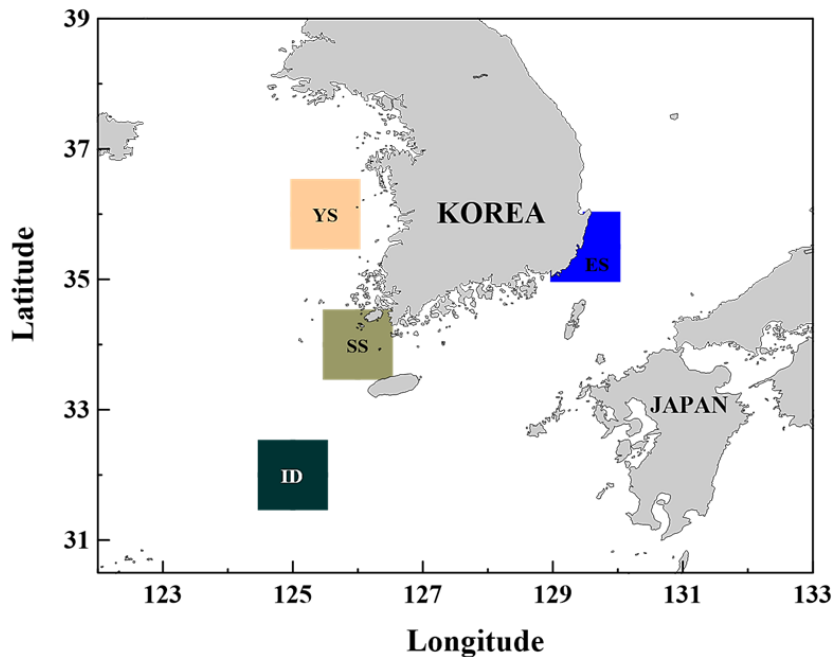 39
37
35
33
31
Latitude
YS
KOREA
ES
SS
JAPAN
ID
123
125
127
129
131
133
Longitude